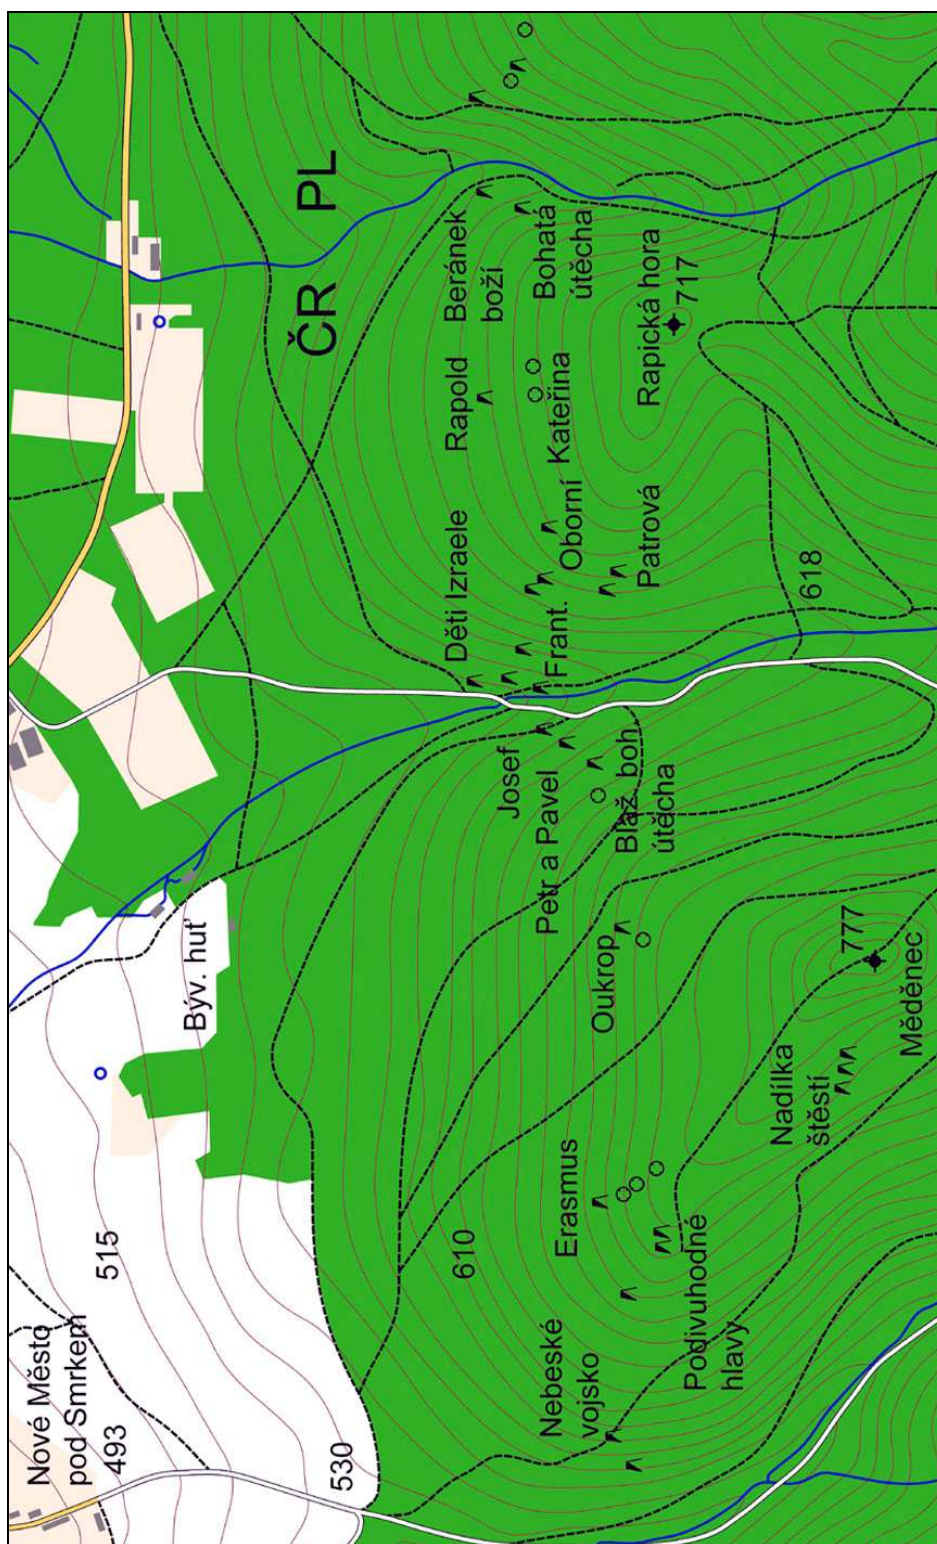 Nové Město
pod Smrkem
493
515
530
Býv. huť
ČR
PL
610
Nebeské
vojsko
Erasmus
Podivuhodné
hlavy
Oukrop
Nadílka
štěstí
777
Měděnec
Josef
Petr a Pavel
Blaž. boh.
útěcha
Děti Izraele
Frant.
Oborní
Patrová
618
Rapold
Kateřina
Beránek
boží
Bohatá
útěcha
Rapická hora
717